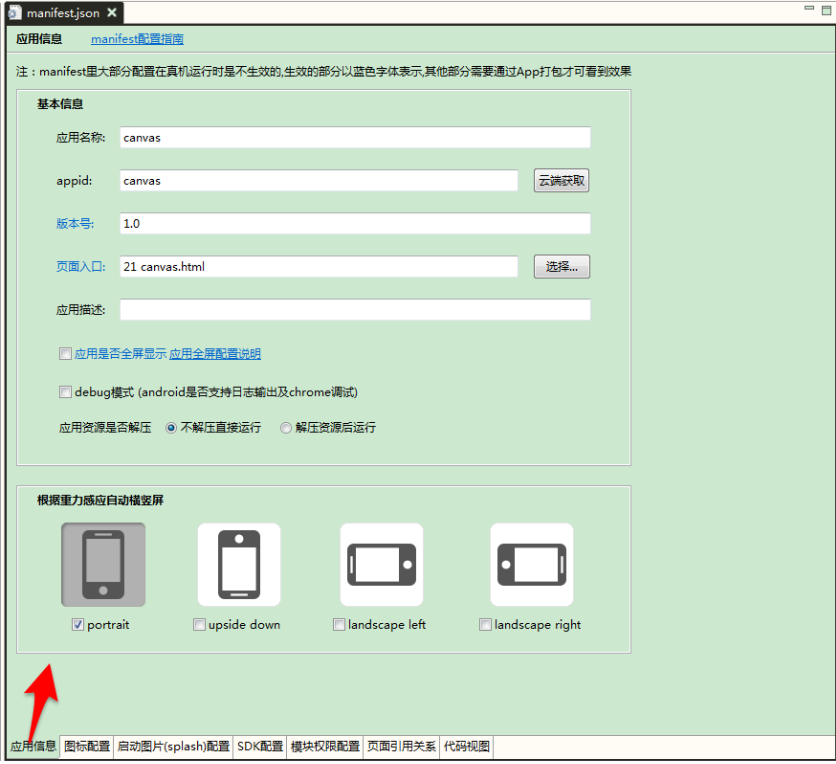 manifest.json
应用信息 manifest配置指南
注：manifest里大部分配置在真机运行时是不生效的,生效的部分以蓝色字体表示,其他部分需要通过App打包才可看到效果
基本信息
应用名称: canvas
appid: canvas 云端获取
版本号: 1.0
页面入口: 21 canvas.html 选择...
应用描述:
应用是否全屏显示 应用全屏配置说明
debug模式 (android是否支持日志输出及chrome调试)
应用资源是否解压 不解压直接运行 解压资源后运行
根据重力感应自动横竖屏
portrait upside down landscape left landscape right
应用信息 图标配置 启动图片(splash)配置 SDK配置 模块权限配置 页面引用关系 代码视图